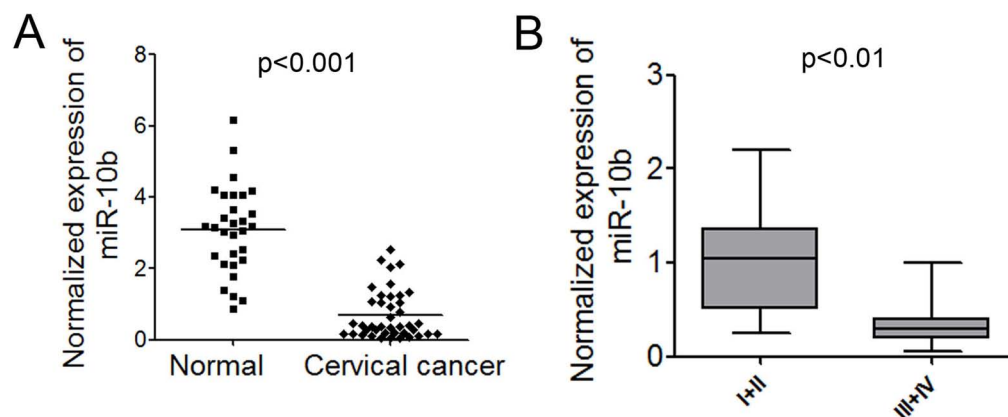 A
Normalized expression of
miR-10b
p<0.001
8
6
4
2
0
Normal
Cervical cancer
B
Normalized expression of
miR-10b
p<0.01
3
2
1
0
I+II
III+IV